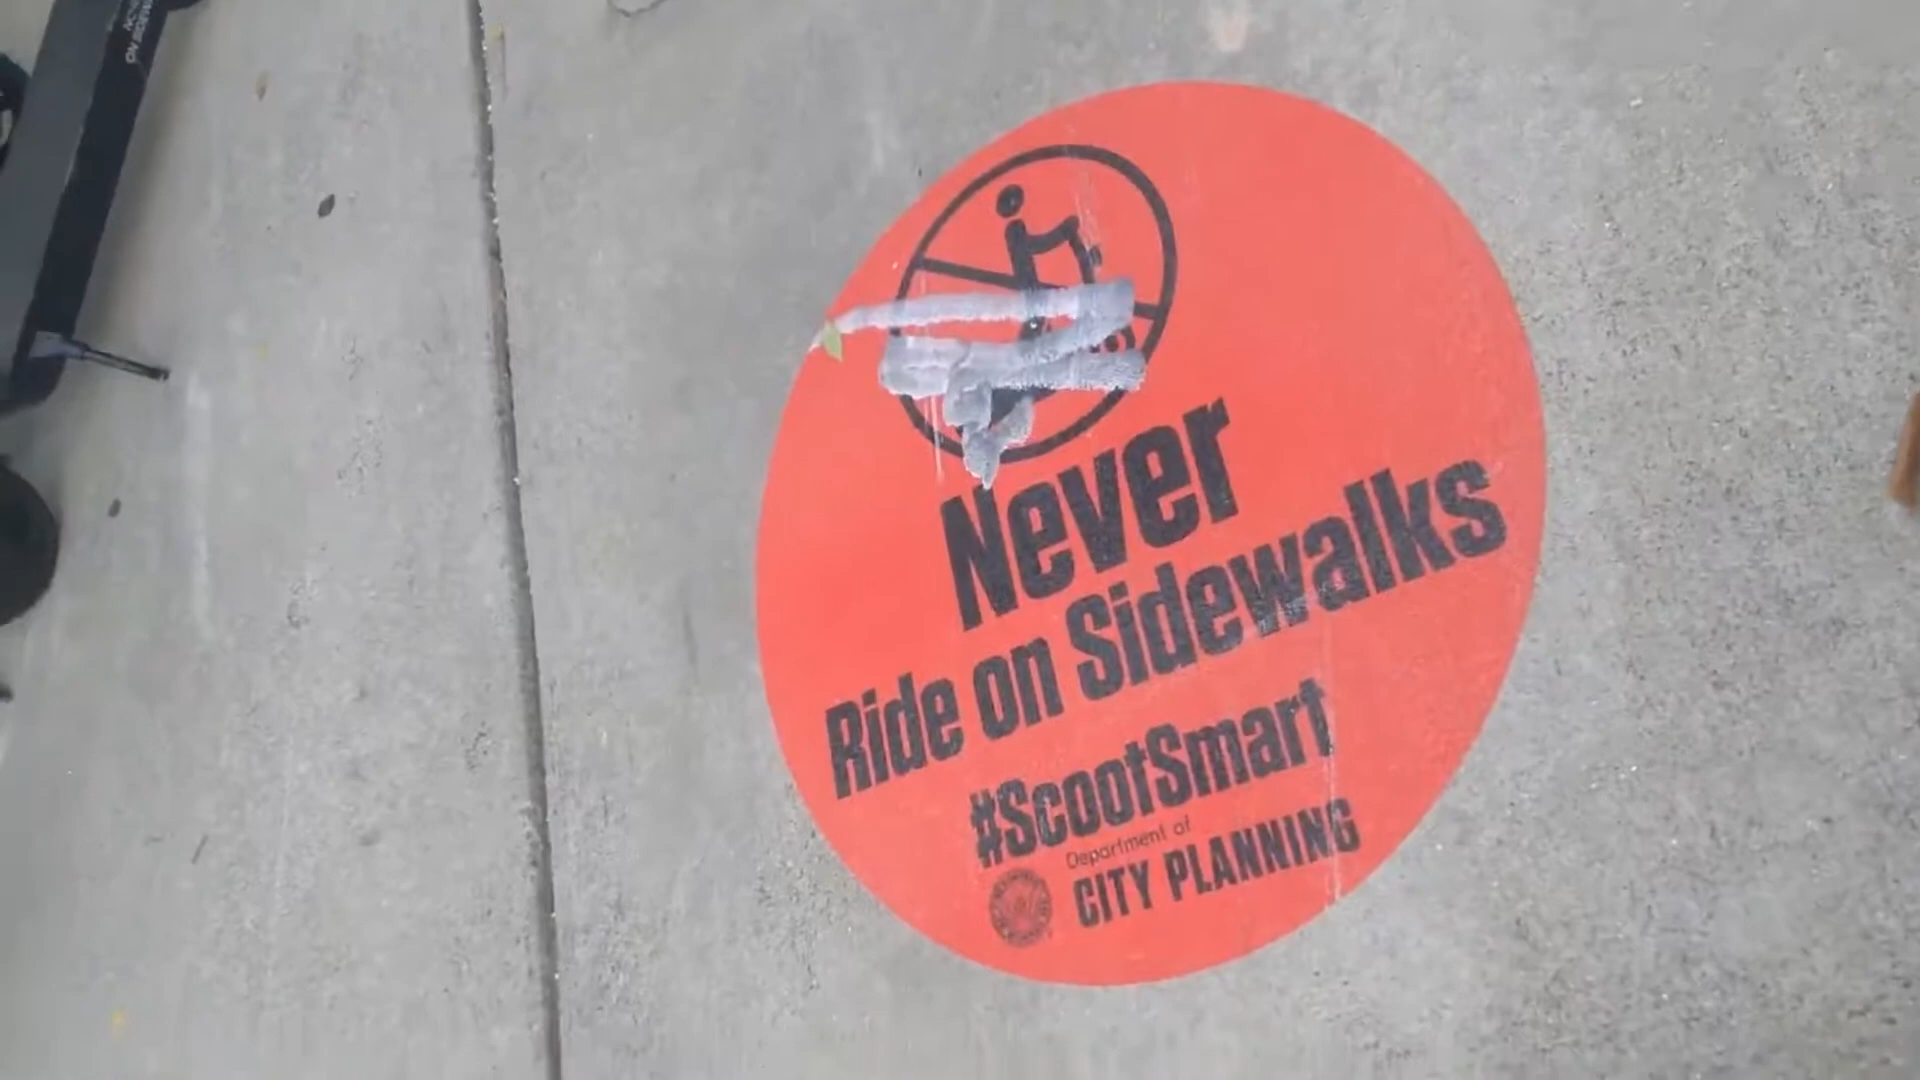 Never
Ride on Sidewalks
#ScootSmart
Department of
CITY PLANNING